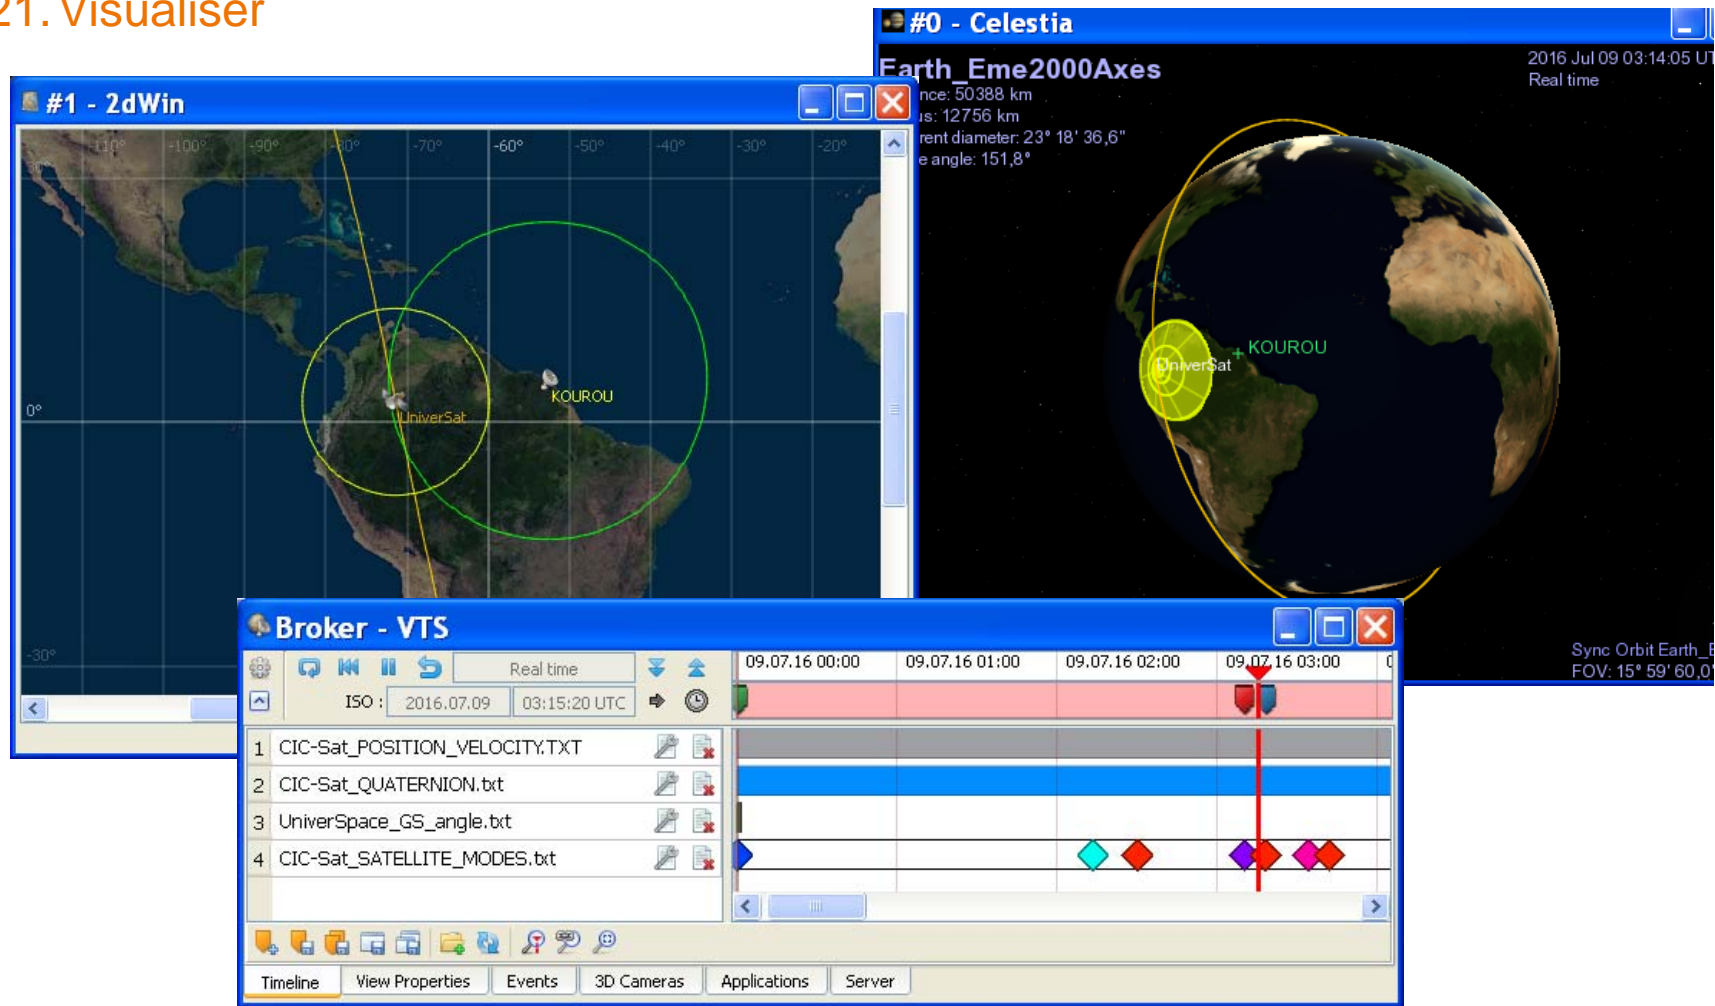 21. Visualiser
#0 - Celestia
Earth_Eme2000Axes
nce: 50388 km
us: 12756 km
rent diameter: 23° 18' 36,6"
e angle: 151,8°
2016 Jul 09 03:14:05 UT
Real time
KOUROU
UniverSat
Sync Orbit Earth_E
FOV: 15° 59' 60,0"
#1 - 2dWin
-110° -100° -90° -80° -70° -60° -50° -40° -30° -20°
30°
KOUROU
0°
UniverSat
-30°
Broker - VTS
Real time
ISO : 2016.07.09 03:15:20 UTC
09.07.16 00:00 09.07.16 01:00 09.07.16 02:00 09.07.16 03:00
1 CIC-Sat_POSITION_VELOCITY.TXT
2 CIC-Sat_QUATERNION.txt
3 UniverSpace_GS_angle.txt
4 CIC-Sat_SATELLITE_MODES.txt
Timeline View Properties Events 3D Cameras Applications Server